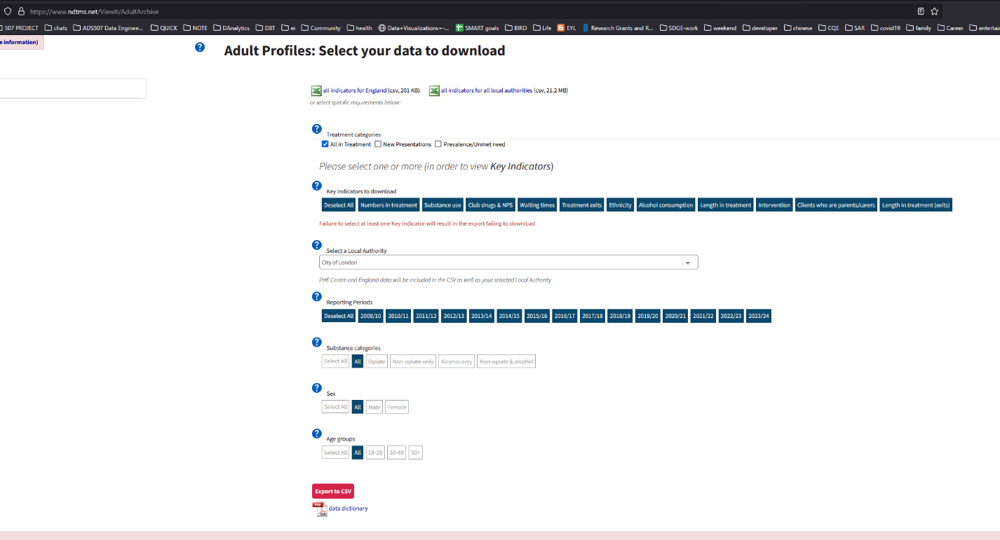 https://www.ndtms.net/ViewIt/AdultArchive
507 PROJECT chats ADS507 Data Enginee... QUICK NOTE DAnalytics DBT ei Community health Data+Visualizations+-... SMART goals BIRD Life EYL Research Grants and R... SDGE-work weekend developer chinese CQE SAR covid19 family Career entertai
e information)
Adult Profiles: Select your data to download
all indicators for England (csv, 201 KB) all indicators for all local authorities (csv, 21.2 MB)
or select specific requirements below:
Treatment categories
All in Treatment New Presentations Prevalence/Unmet need
Please select one or more (in order to view Key Indicators)
Key Indicators to download
Deselect All Numbers in treatment Substance use Club drugs & NPS Waiting times Treatment exits Ethnicity Alcohol consumption Length in treatment Intervention Clients who are parents/carers Length in treatment (exits)
Failure to select at least one Key Indicator will result in the export failing to download
Select a Local Authority
City of London
PHE Centre and England data will be included in the CSV as well as your selected Local Authority
Reporting Periods
Deselect All 2009/10 2010/11 2011/12 2012/13 2013/14 2014/15 2015/16 2016/17 2017/18 2018/19 2019/20 2020/21 2021/22 2022/23 2023/24
Substance categories
Select All All Opiate Non-opiate only Alcohol only Non-opiate & alcohol
Sex
Select All All Male Female
Age groups
Select All All 18-29 30-49 50+
Export to CSV
PDF
data dictionary